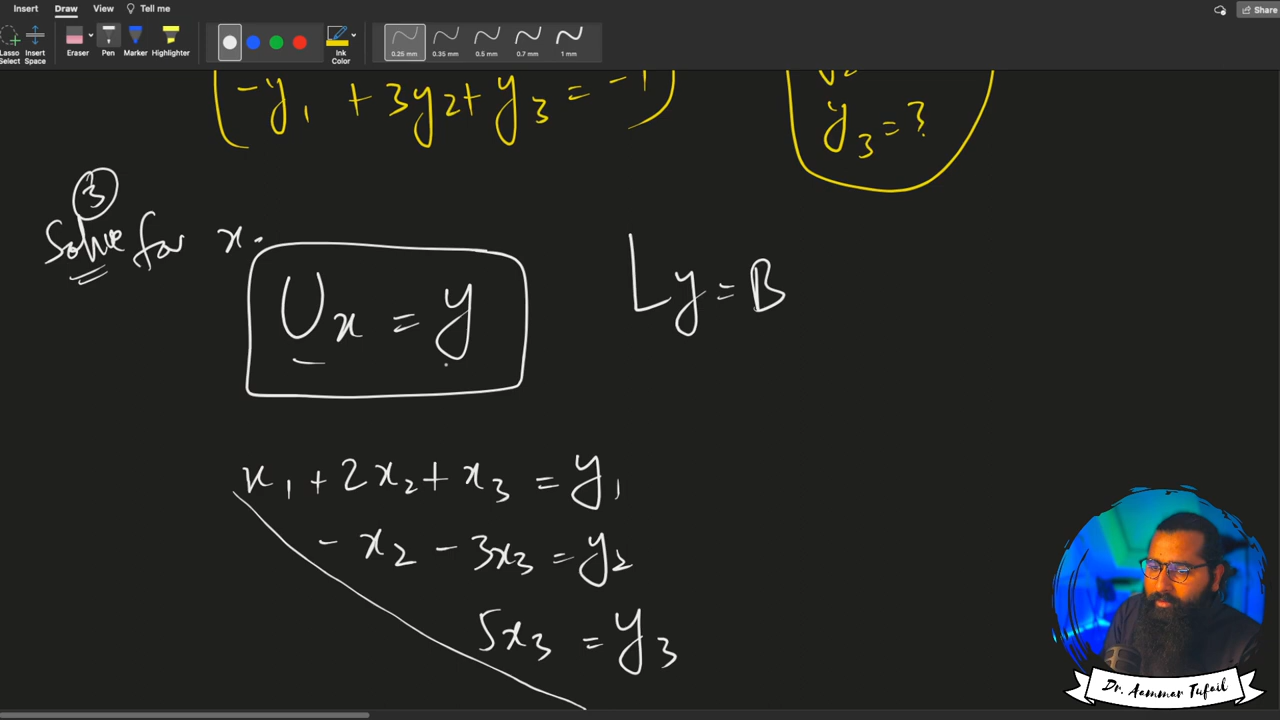 Insert Draw View Tell me Share
Lasso Select Insert Space Eraser Pen Marker Highlighter Ink Color 0.25 mm 0.35 mm 0.5 mm 0.7 mm 1 mm
-y₁ + 3y₂ + y₃ = -1
y₃ = ?
3
Solve for x.
Ux = y
Ly = B
x₁ + 2x₂ + x₃ = y₁
- x₂ - 3x₃ = y₂
5x₃ = y₃
Dr. Aammar Tufail